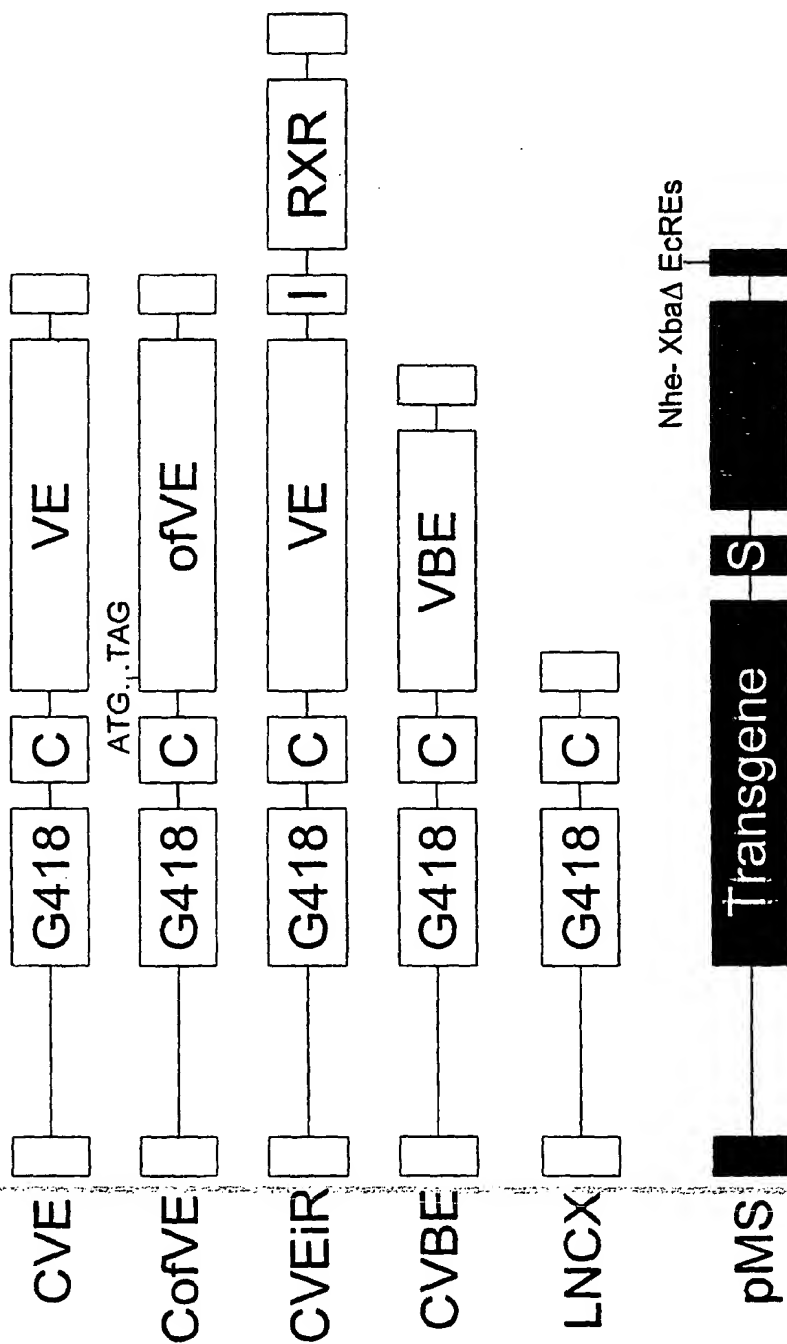 CVE G418 C VE
ATG...TAG
CofVE G418 C ofVE
CVEiR G418 C VE I RXR
CVBE G418 C VBE
LNCX G418 C
Nhe- XbaΔ EcREs
pMS Transgene S